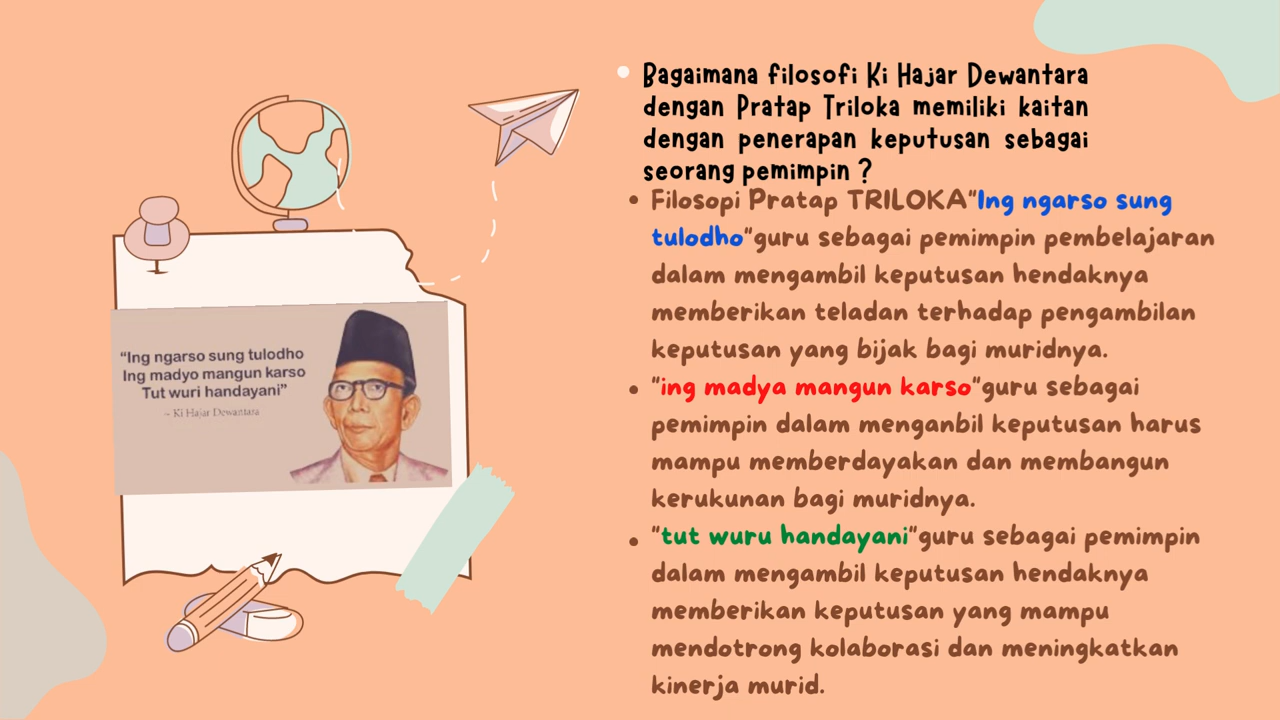 “Ing ngarso sung tulodho
Ing madyo mangun karso
Tut wuri handayani”
~ Ki Hajar Dewantara
Bagaimana filosofi Ki Hajar Dewantara
dengan Pratap Triloka memiliki kaitan
dengan penerapan keputusan sebagai
seorang pemimpin ?
Filosopi Pratap TRILOKA"Ing ngarso sung
tulodho"guru sebagai pemimpin pembelajaran
dalam mengambil keputusan hendaknya
memberikan teladan terhadap pengambilan
keputusan yang bijak bagi muridnya.
"ing madya mangun karso"guru sebagai
pemimpin dalam menganbil keputusan harus
mampu memberdayakan dan membangun
kerukunan bagi muridnya.
"tut wuru handayani"guru sebagai pemimpin
dalam mengambil keputusan hendaknya
memberikan keputusan yang mampu
mendotrong kolaborasi dan meningkatkan
kinerja murid.